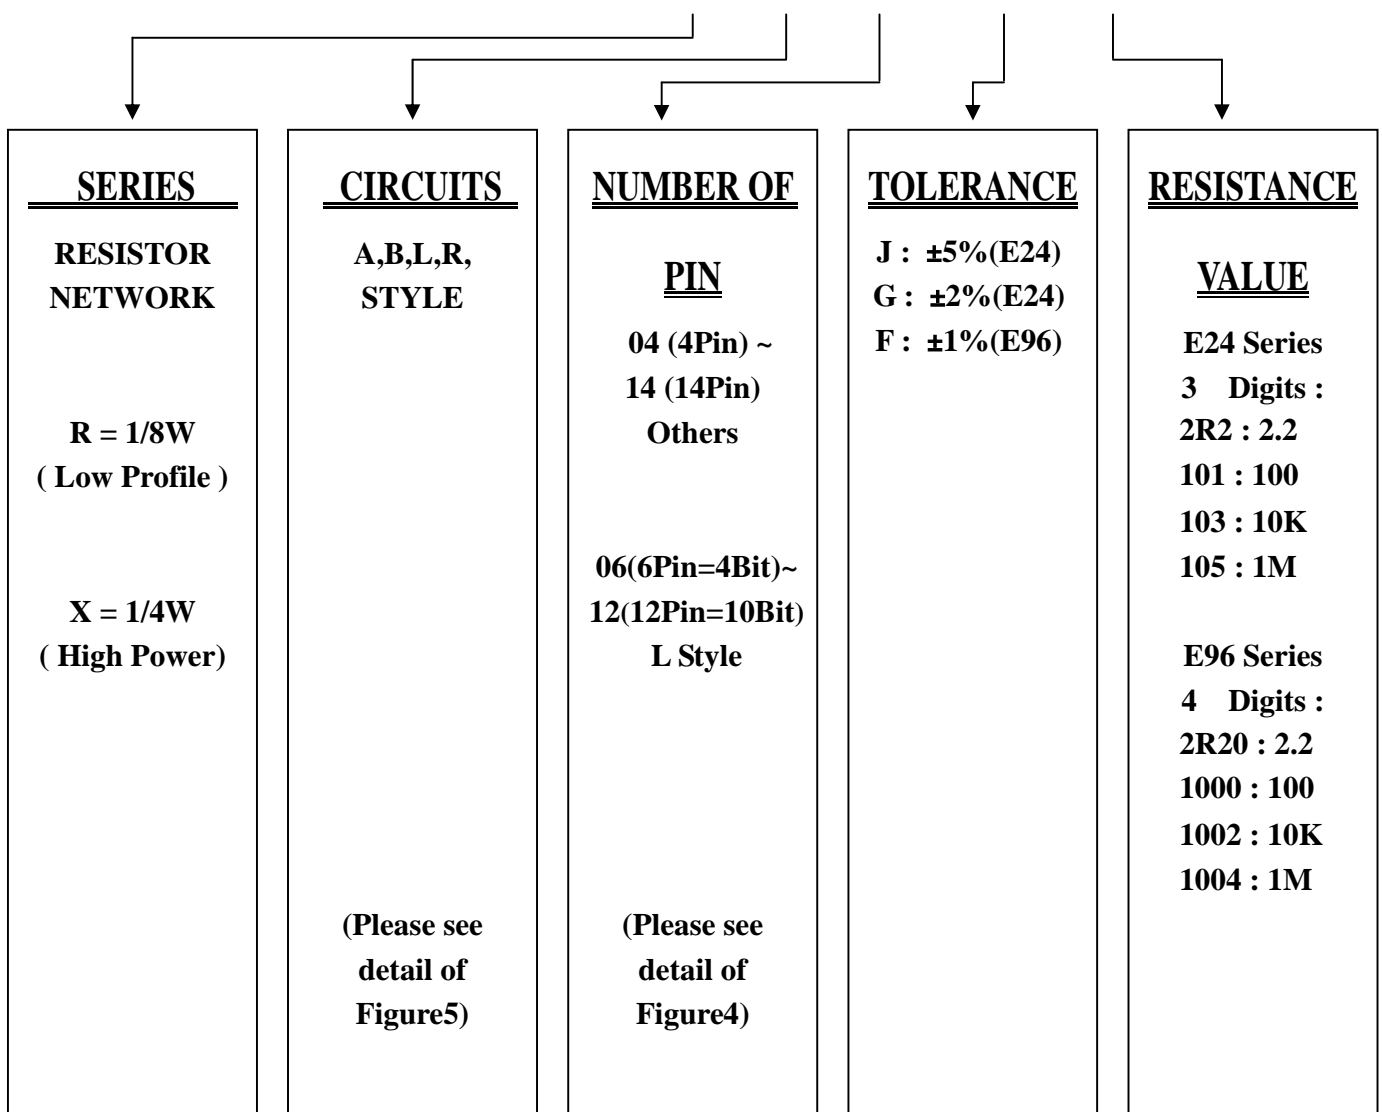 SERIES
RESISTOR
NETWORK
R = 1/8W
( Low Profile )
X = 1/4W
( High Power)
CIRCUITS
A,B,L,R,
STYLE
(Please see
detail of
Figure5)
NUMBER OF
PIN
04 (4Pin) ~
14 (14Pin)
Others
06(6Pin=4Bit)~
12(12Pin=10Bit)
L Style
(Please see
detail of
Figure4)
TOLERANCE
J : ±5%(E24)
G : ±2%(E24)
F : ±1%(E96)
RESISTANCE
VALUE
E24 Series
3 Digits :
2R2 : 2.2
101 : 100
103 : 10K
105 : 1M
E96 Series
4 Digits :
2R20 : 2.2
1000 : 100
1002 : 10K
1004 : 1M